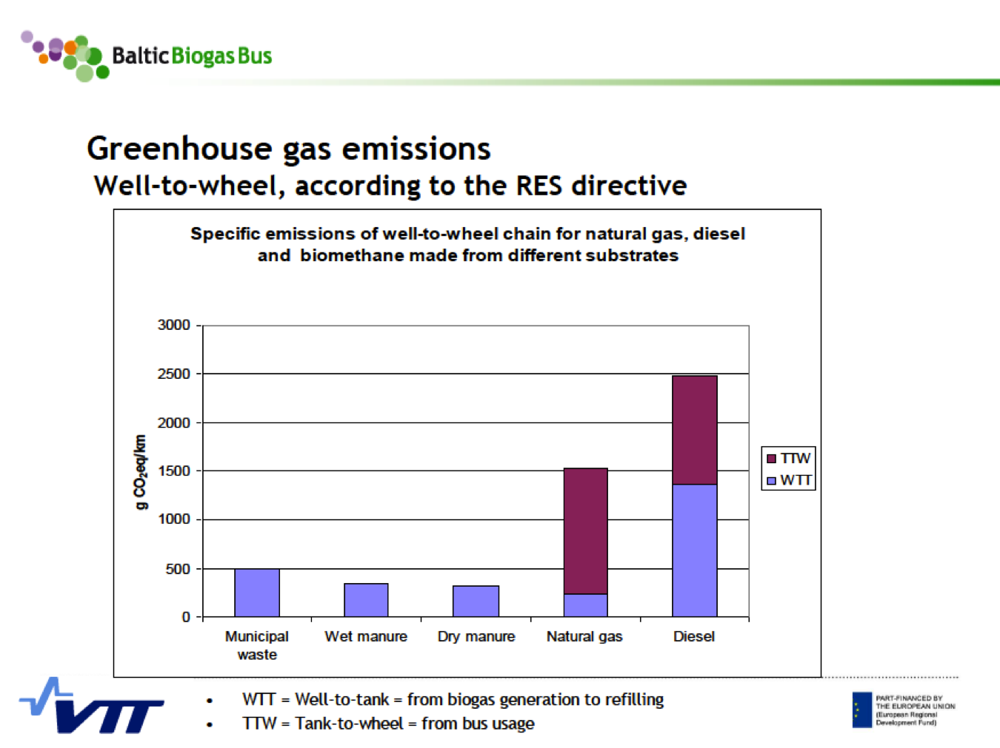 Baltic Biogas Bus
Greenhouse gas emissions
Well-to-wheel, according to the RES directive
Specific emissions of well-to-wheel chain for natural gas, diesel
and biomethane made from different substrates
3000
2500
2000
1500
1000
500
0
g CO₂eq/km
Municipal
waste
Wet manure
Dry manure
Natural gas
Diesel
TTW
WTT
VTT
• WTT = Well-to-tank = from biogas generation to refilling
• TTW = Tank-to-wheel = from bus usage
PART-FINANCED BY
THE EUROPEAN UNION
(European Regional
Development Fund)